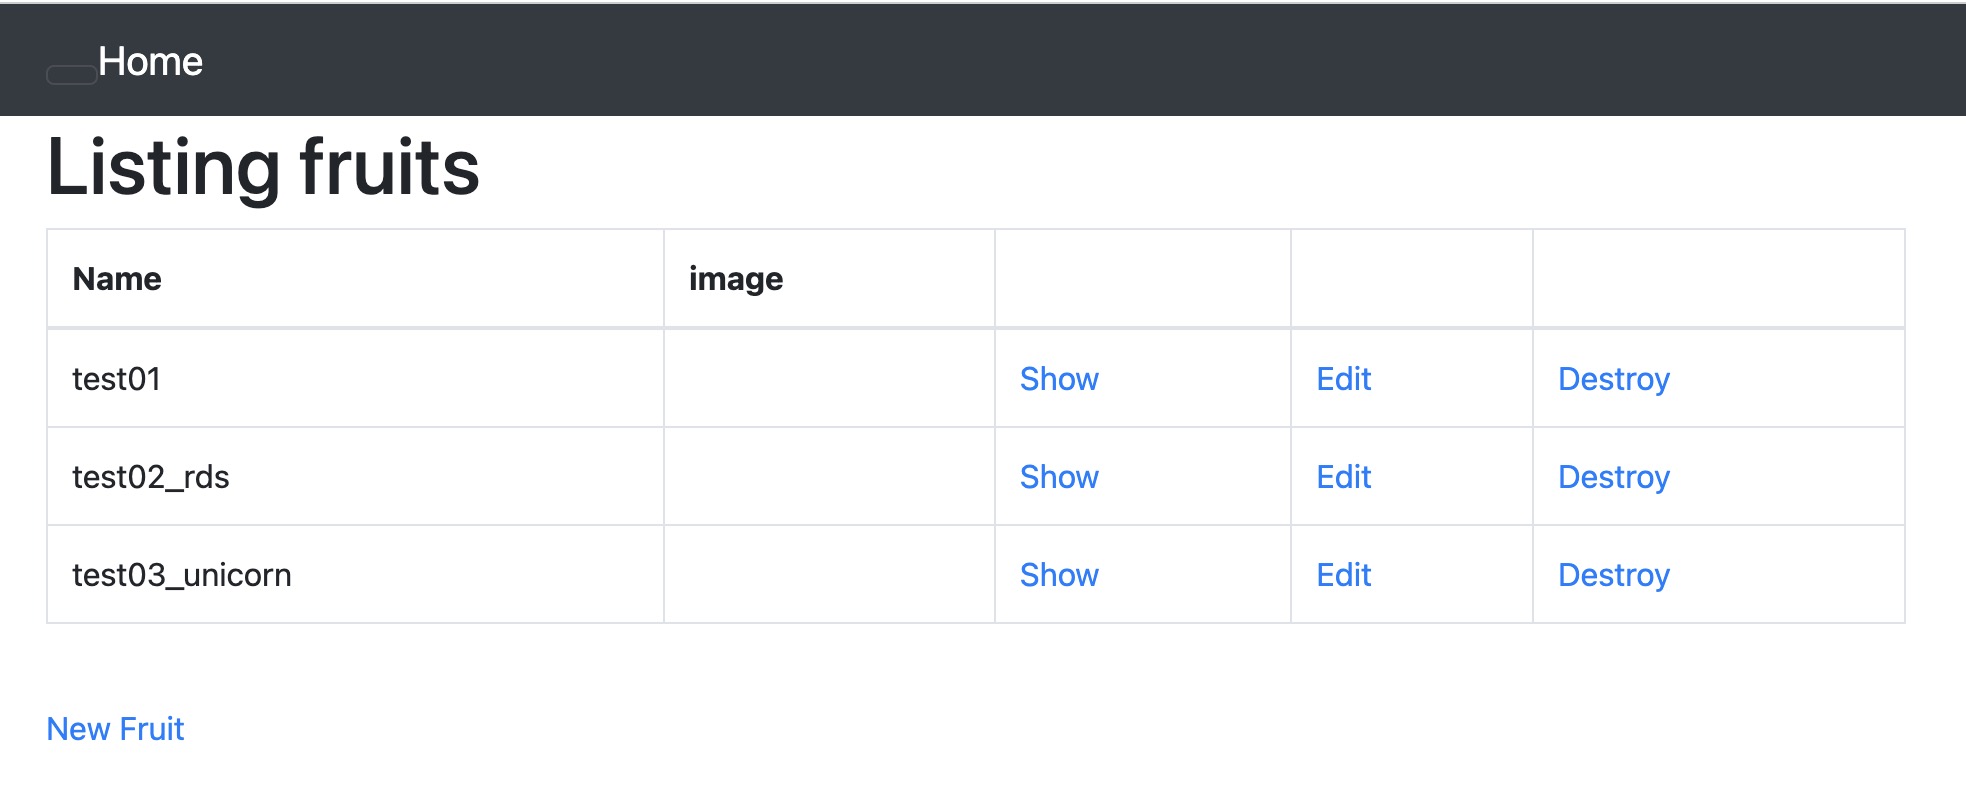 Home
Listing fruits
Name image
test01 Show Edit Destroy
test02_rds Show Edit Destroy
test03_unicorn Show Edit Destroy
New Fruit